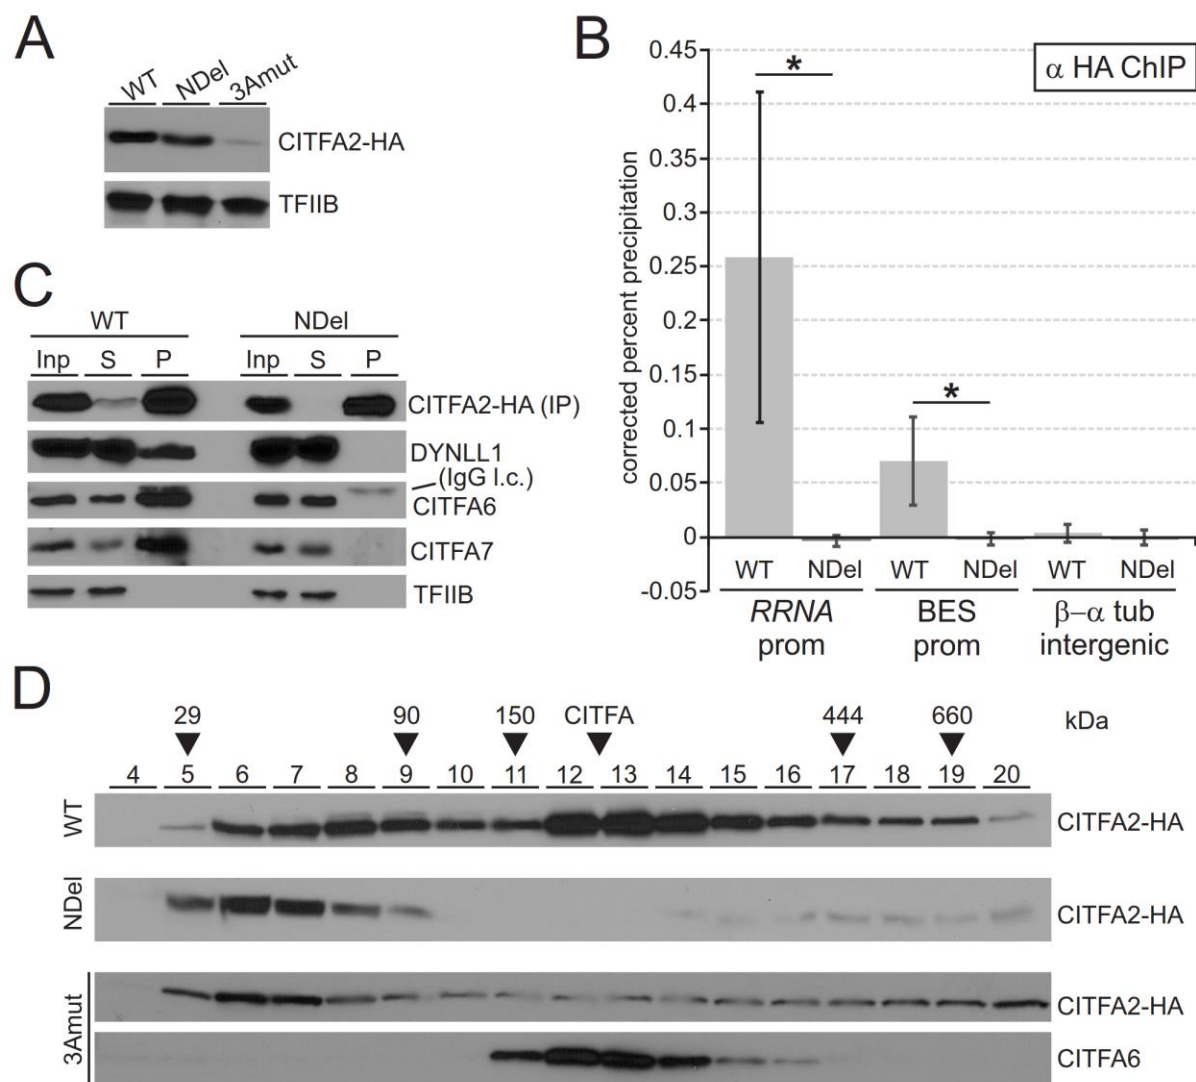 A
WT NDel 3Amut
CITFA2-HA
TFIIB
B
α HA ChIP
corrected percent precipitation
0.45
0.4
0.35
0.3
0.25
0.2
0.15
0.1
0.05
0
-0.05
*
*
WT NDel WT NDel WT NDel
RRNA prom
BES prom
β–α tub intergenic
C
WT NDel
Inp S P Inp S P
CITFA2-HA (IP)
DYNLL1
(IgG l.c.)
CITFA6
CITFA7
TFIIB
D
29 90 150 CITFA 444 660 kDa
4 5 6 7 8 9 10 11 12 13 14 15 16 17 18 19 20
WT CITFA2-HA
NDel CITFA2-HA
3Amut CITFA2-HA
CITFA6